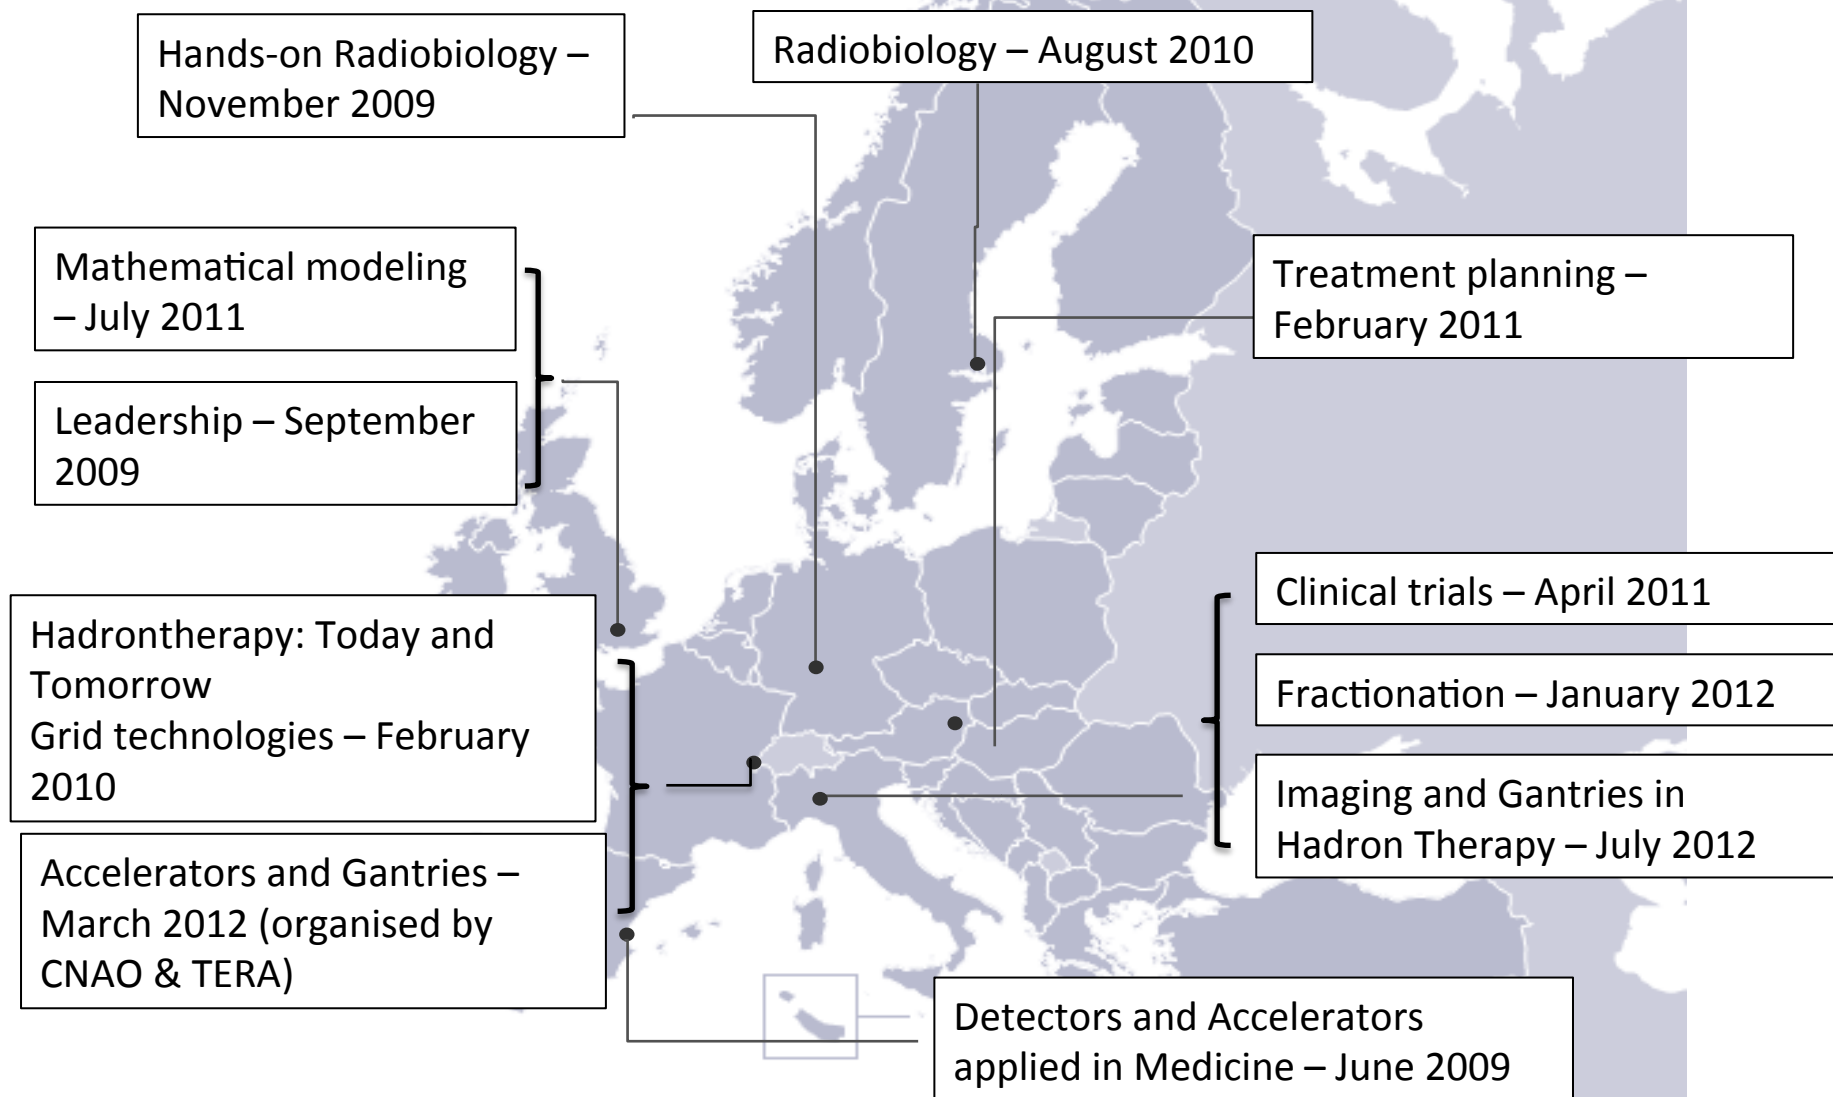 Hands-on Radiobiology –
November 2009
Radiobiology – August 2010
Mathematical modeling
– July 2011
Treatment planning –
February 2011
Leadership – September
2009
Clinical trials – April 2011
Hadrontherapy: Today and
Tomorrow
Grid technologies – February
2010
Fractionation – January 2012
Imaging and Gantries in
Hadron Therapy – July 2012
Accelerators and Gantries –
March 2012 (organised by
CNAO & TERA)
Detectors and Accelerators
applied in Medicine – June 2009